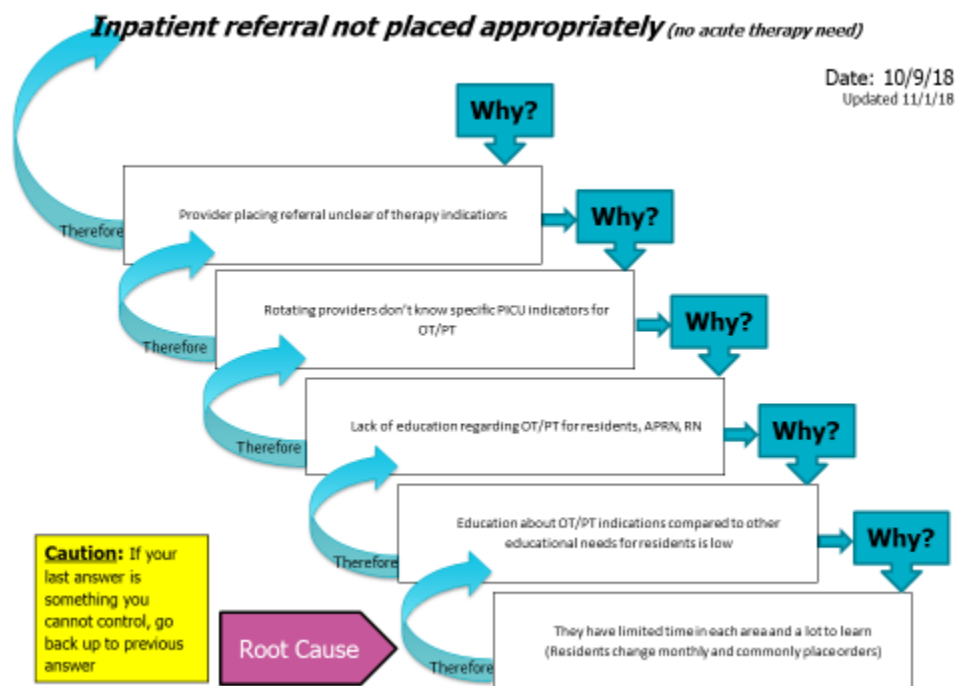 Inpatient referral not placed appropriately (no acute therapy need)
Date: 10/9/18
Updated 11/1/18
Why?
Provider placing referral unclear of therapy indications
Why?
Therefore
Rotating providers don't know specific PICU indicators for
OT/PT
Why?
Therefore
Lack of education regarding OT/PT for residents, APRN, RN
Why?
Therefore
Education about OT/PT indications compared to other
educational needs for residents is low
Why?
Therefore
Caution: If your
last answer is
something you
cannot control, go
back up to previous
answer
Root Cause
They have limited time in each area and a lot to learn
(Residents change monthly and commonly place orders)
Therefore